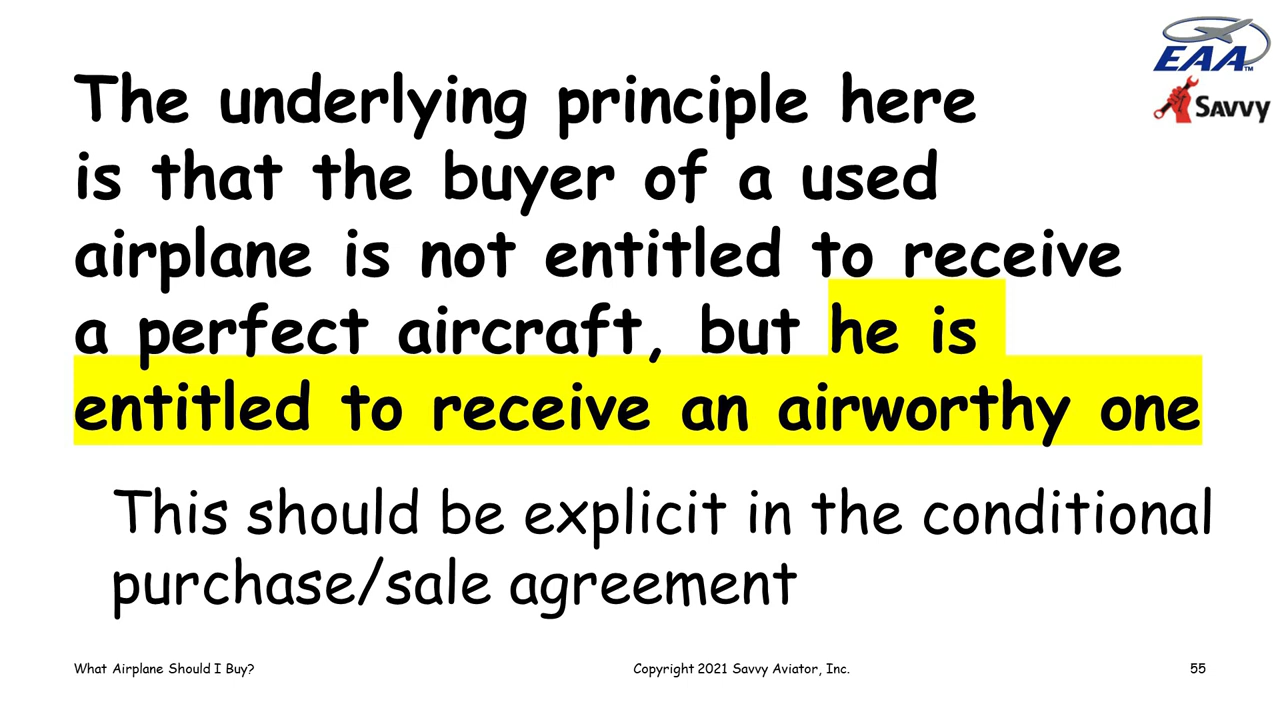 EAA™
Savvy
The underlying principle here
is that the buyer of a used
airplane is not entitled to receive
a perfect aircraft, but he is
entitled to receive an airworthy one
This should be explicit in the conditional
purchase/sale agreement
What Airplane Should I Buy?
Copyright 2021 Savvy Aviator, Inc.
55